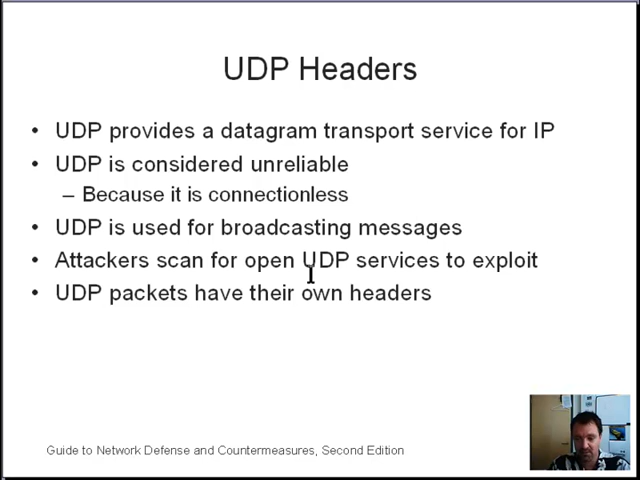 UDP Headers
• UDP provides a datagram transport service for IP
• UDP is considered unreliable
– Because it is connectionless
• UDP is used for broadcasting messages
• Attackers scan for open UDP services to exploit
• UDP packets have their own headers
Guide to Network Defense and Countermeasures, Second Edition